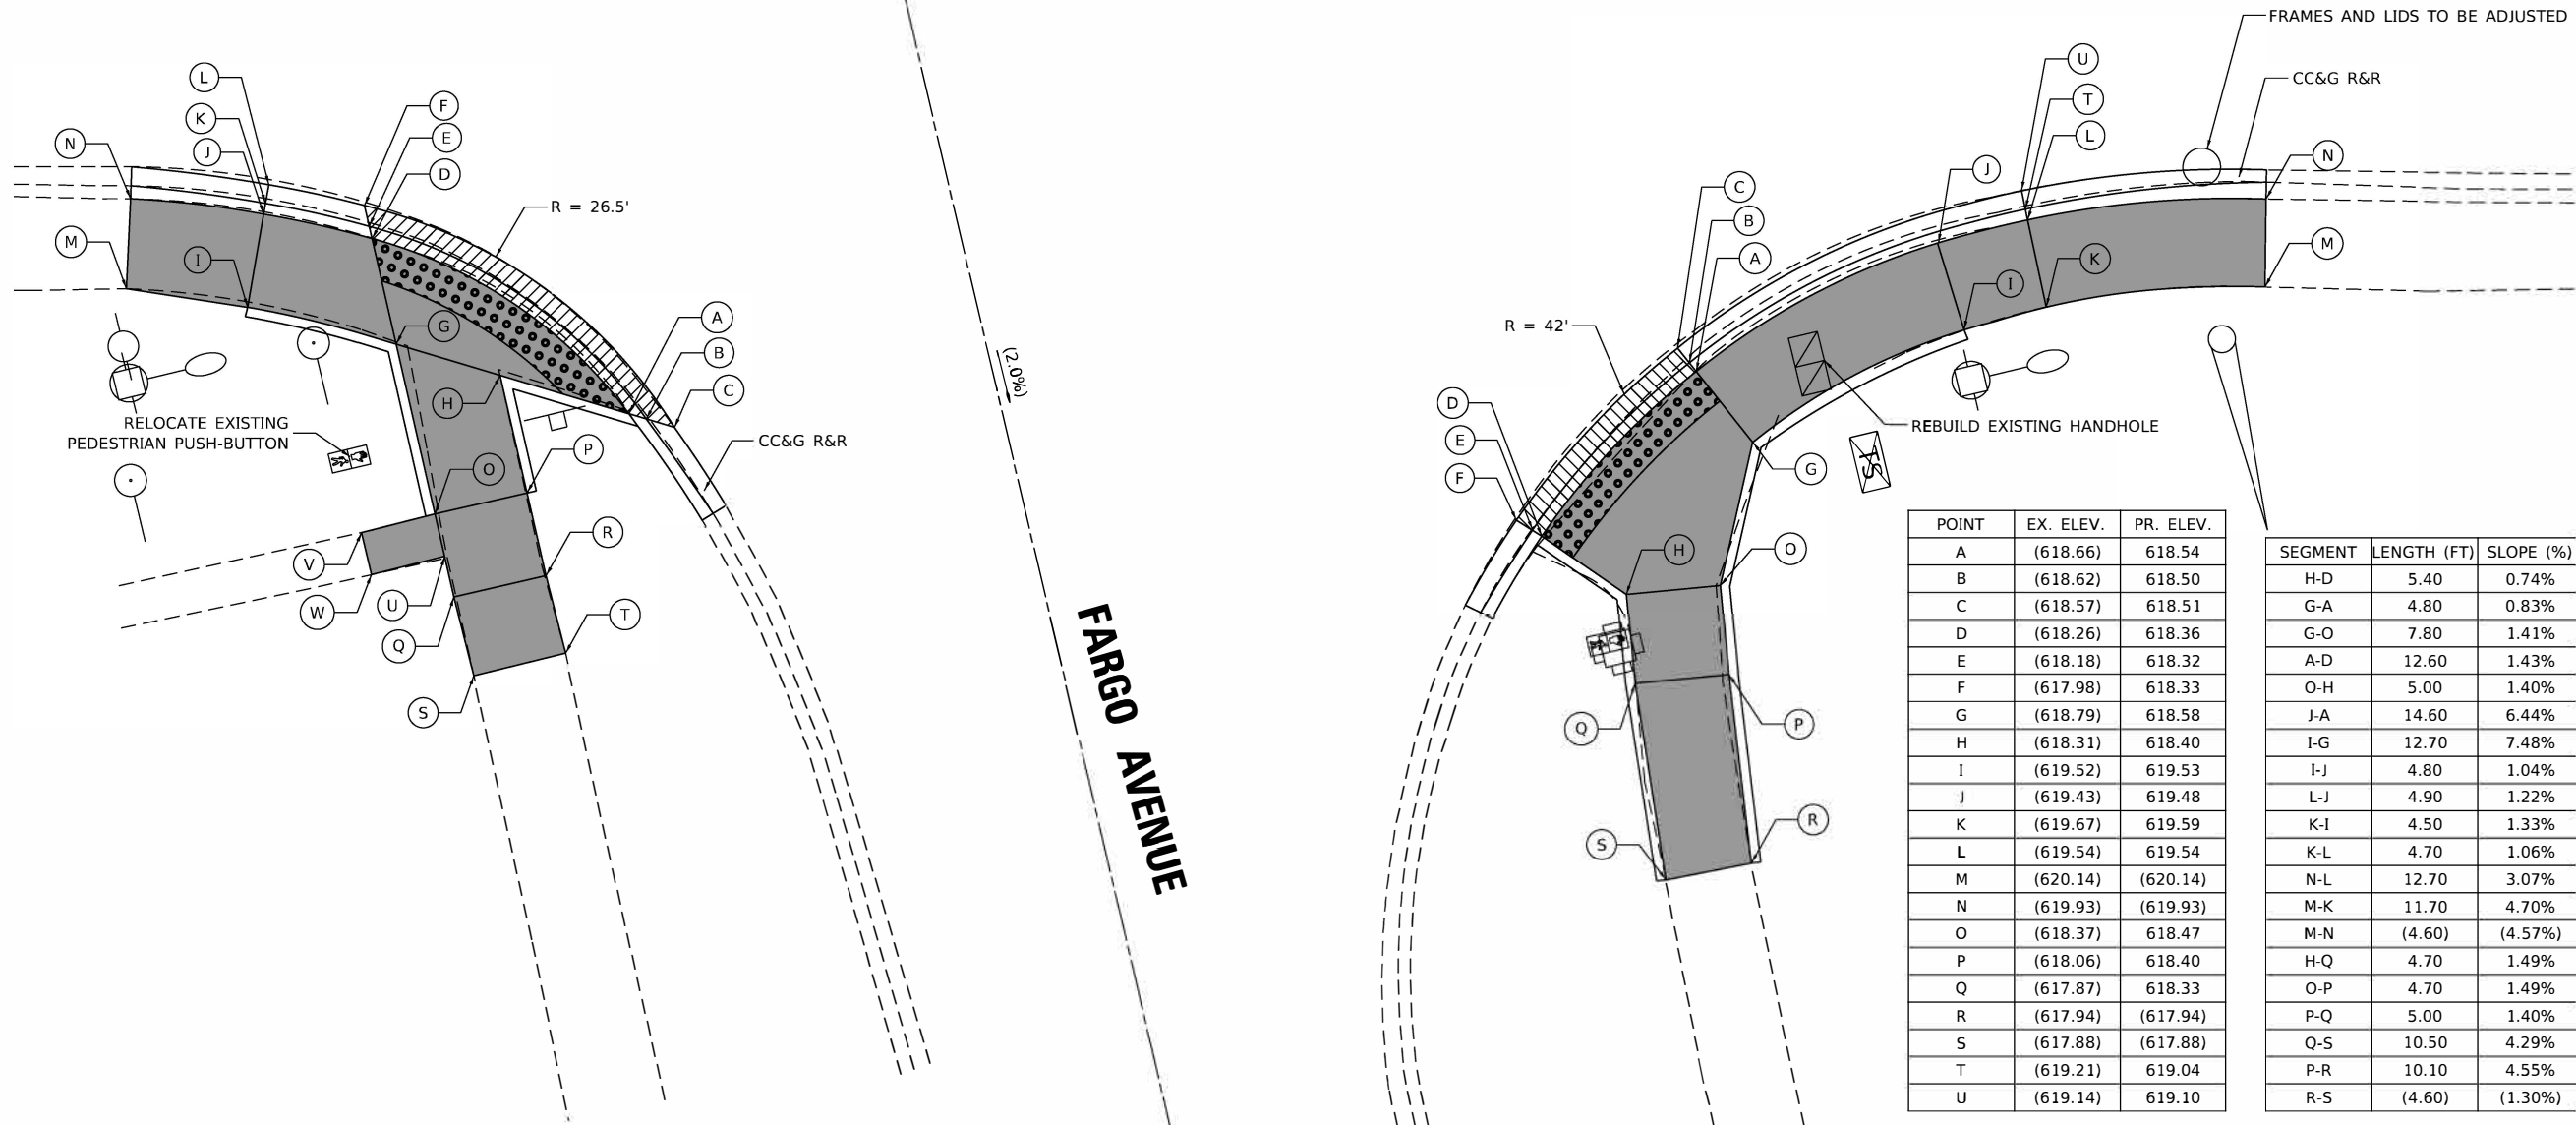 FRAMES AND LIDS TO BE ADJUSTED
CC&G R&R
L
K
J
N
M
I
F
E
D
R = 26.5'
G
H
A
B
C
RELOCATE EXISTING
PEDESTRIAN PUSH-BUTTON
CC&G R&R
P
O
V
W
U
R
Q
T
S
(2.0%)
FARGO AVENUE
U
T
L
J
N
M
K
I
C
B
A
R = 42'
D
E
F
REBUILD EXISTING HANDHOLE
TS
G
H
O
Q
P
S
R
POINT EX. ELEV. PR. ELEV.
A (618.66) 618.54
B (618.62) 618.50
C (618.57) 618.51
D (618.26) 618.36
E (618.18) 618.32
F (617.98) 618.33
G (618.79) 618.58
H (618.31) 618.40
I (619.52) 619.53
J (619.43) 619.48
K (619.67) 619.59
L (619.54) 619.54
M (620.14) (620.14)
N (619.93) (619.93)
O (618.37) 618.47
P (618.06) 618.40
Q (617.87) 618.33
R (617.94) (617.94)
S (617.88) (617.88)
T (619.21) 619.04
U (619.14) 619.10
SEGMENT LENGTH (FT) SLOPE (%)
H-D 5.40 0.74%
G-A 4.80 0.83%
G-O 7.80 1.41%
A-D 12.60 1.43%
O-H 5.00 1.40%
J-A 14.60 6.44%
I-G 12.70 7.48%
I-J 4.80 1.04%
L-J 4.90 1.22%
K-I 4.50 1.33%
K-L 4.70 1.06%
N-L 12.70 3.07%
M-K 11.70 4.70%
M-N (4.60) (4.57%)
H-Q 4.70 1.49%
O-P 4.70 1.49%
P-Q 5.00 1.40%
Q-S 10.50 4.29%
P-R 10.10 4.55%
R-S (4.60) (1.30%)